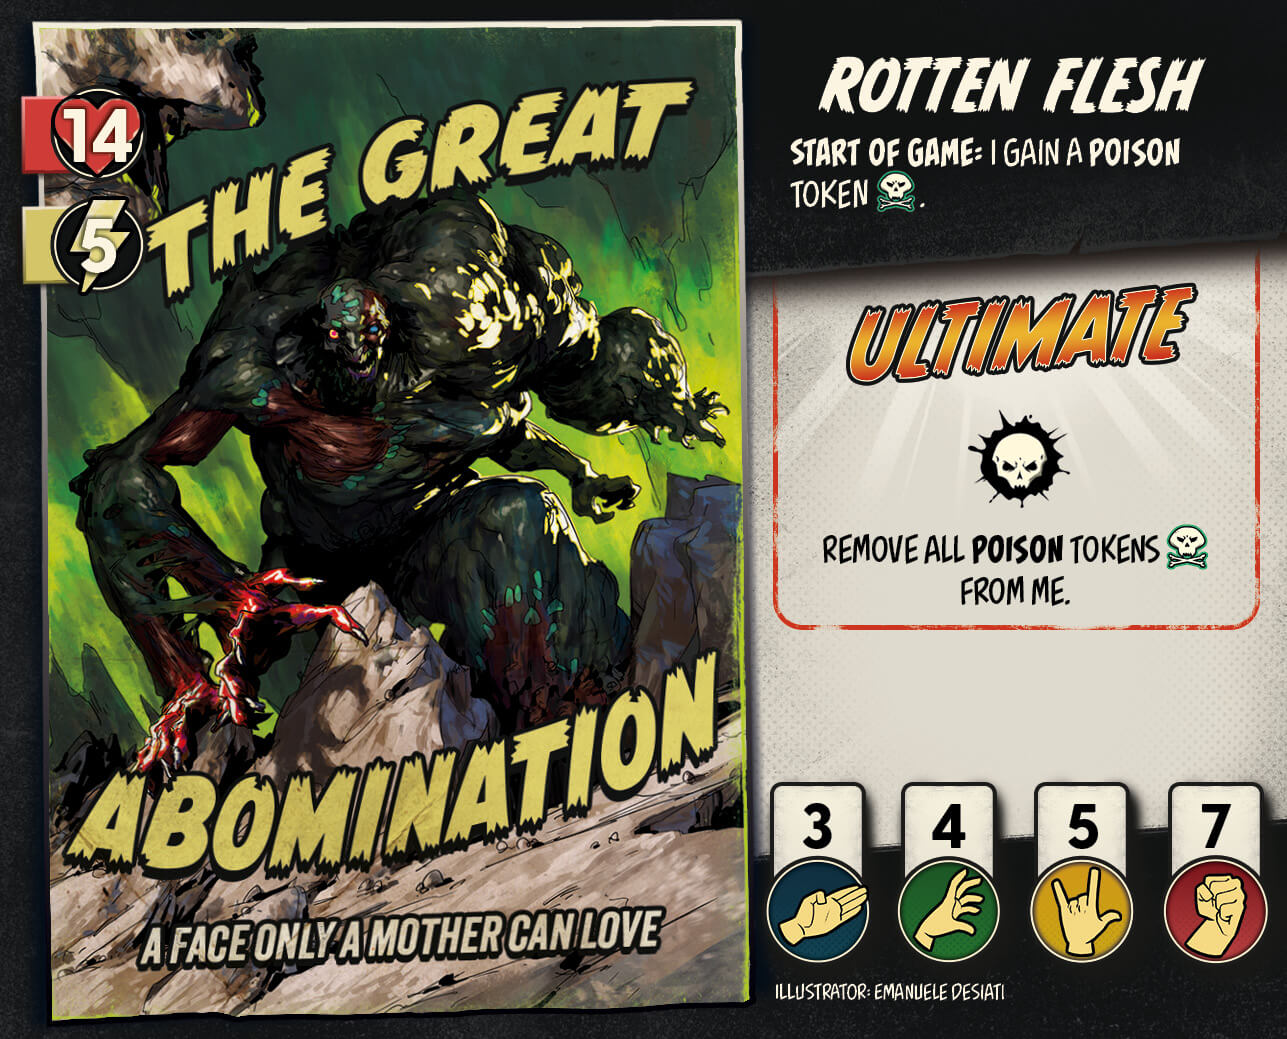 14
5
THE GREAT
ABOMINATION
A FACE ONLY A MOTHER CAN LOVE
ROTTEN FLESH
START OF GAME: I GAIN A POISON
TOKEN .
ULTIMATE
REMOVE ALL POISON TOKENS
FROM ME.
3 4 5 7
ILLUSTRATOR: EMANUELE DESIATI